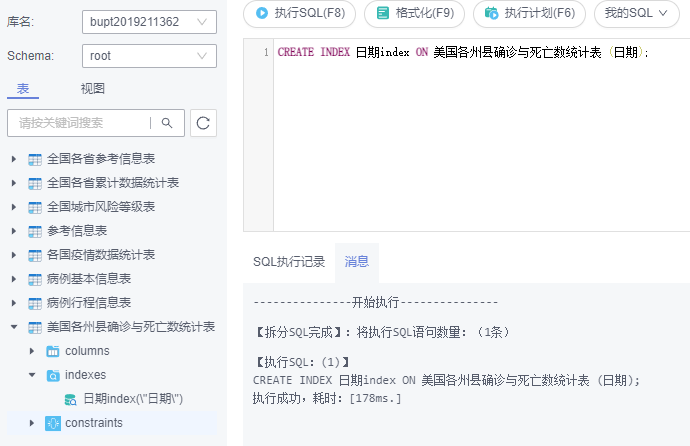 库名:
bupt2019211362
Schema:
root
表
视图
请按关键词搜索
全国各省参考信息表
全国各省累计数据统计表
全国城市风险等级表
参考信息表
各国疫情数据统计表
病例基本信息表
病例行程信息表
美国各州县确诊与死亡数统计表
columns
indexes
日期index(\"日期\")
constraints
执行SQL(F8)
格式化(F9)
执行计划(F6)
我的SQL
1 CREATE INDEX 日期index ON 美国各州县确诊与死亡数统计表 (日期);
SQL执行记录
消息
---------------开始执行---------------
【拆分SQL完成】: 将执行SQL语句数量: (1条)
【执行SQL: (1)】
CREATE INDEX 日期index ON 美国各州县确诊与死亡数统计表 (日期);
执行成功, 耗时: [178ms.]